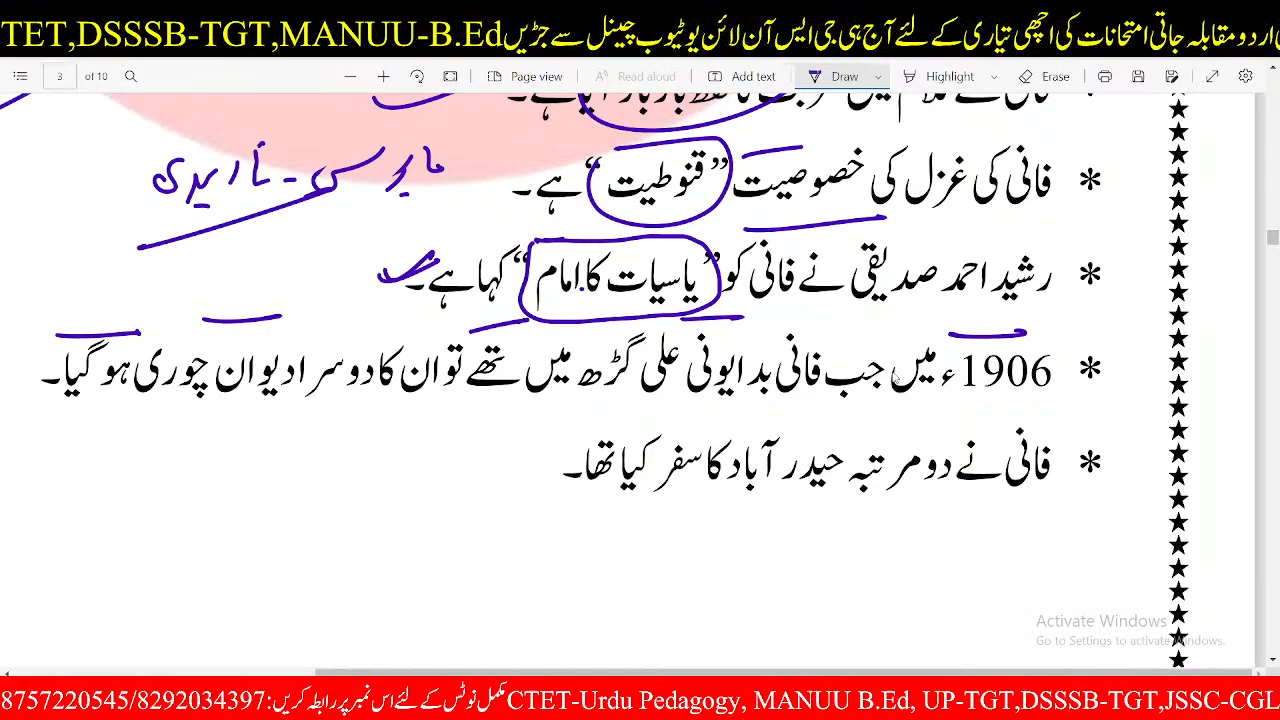 اردو مقابلہ جاتی امتحانات کی اچھی تیاری کے لئے آج ہی جی ایس آن لائن یوٹیوب چینل سے جڑیں TET,DSSSB-TGT,MANUU-B.Ed
3 of 10 Page view Read aloud Add text Draw Highlight Erase
* فانی کی غزل کی خصوصیت ”قنوطیت“ ہے۔
* رشید احمد صدیقی نے فانی کو ”یاسیات کا امام“ کہا ہے۔
* 1906ء میں جب فانی بدایونی علی گڑھ میں تھے تو ان کا دوسرا دیوان چوری ہو گیا۔
* فانی نے دو مرتبہ حیدر آباد کا سفر کیا تھا۔
Activate Windows
Go to Settings to activate Windows.
8757220545/8292034397:مکمل نوٹس کے لئے اس نمبر پر رابطہ کریں CTET-Urdu Pedagogy, MANUU B.Ed, UP-TGT,DSSSB-TGT,JSSC-CGL